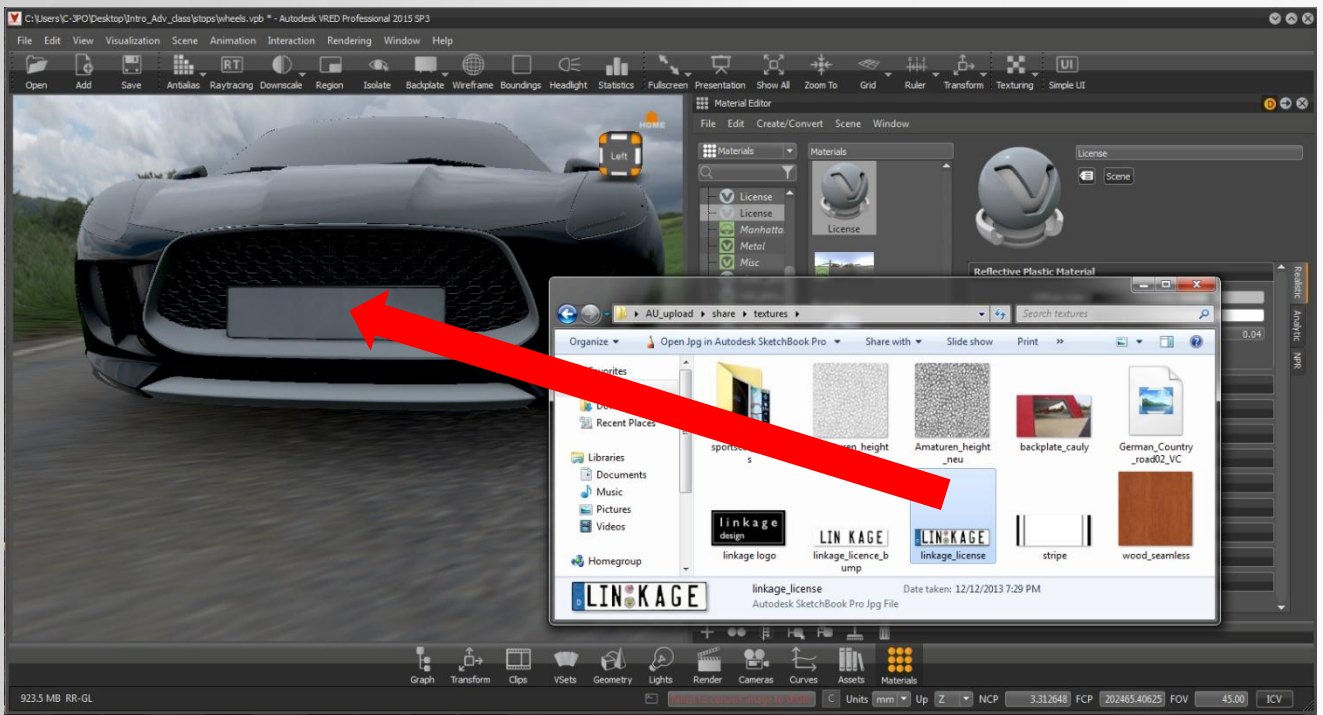 C:\Users\C-3PO\Desktop\Intro_Adv_class\stops\wheels.vpb * - Autodesk VRED Professional 2015 SP3
File Edit View Visualization Scene Animation Interaction Rendering Window Help
RT UI
Open Add Save Antialias Raytracing Downscale Region Isolate Backplate Wireframe Boundings Headlight Statistics Fullscreen Presentation Show All Zoom To Grid Ruler Transform Texturing Simple UI
Material Editor
D
File Edit Create/Convert Scene Window
HOME
Left
Materials
Materials
License
Scene
License
License
Manhatta
Metal
Misc
License
Reflective Plastic Material
Realistic
Analytic
NPR
0.04
AU_upload share textures
Search textures
Organize Open Jpg in Autodesk SketchBook Pro Share with Slide show Print »
Favorites
Recent Places
Libraries
Documents
Music
Pictures
Videos
Homegroup
s
height
Amaturen_height
_neu
backplate_cauly
German_Country
_road02_VC
linkage
design
LIN KAGE
LIN KAGE
linkage logo
linkage_licence_b
ump
linkage_license
stripe
wood_seamless
D LIN KAGE
linkage_license
Date taken: 12/12/2013 7:29 PM
Autodesk SketchBook Pro Jpg File
Graph Transform Clips VSets Geometry Lights Render Cameras Curves Assets Materials
923.5 MB RR-GL
C Units mm Up Z NCP 3.312648 FCP 202465.40625 FOV 45.00 ICV